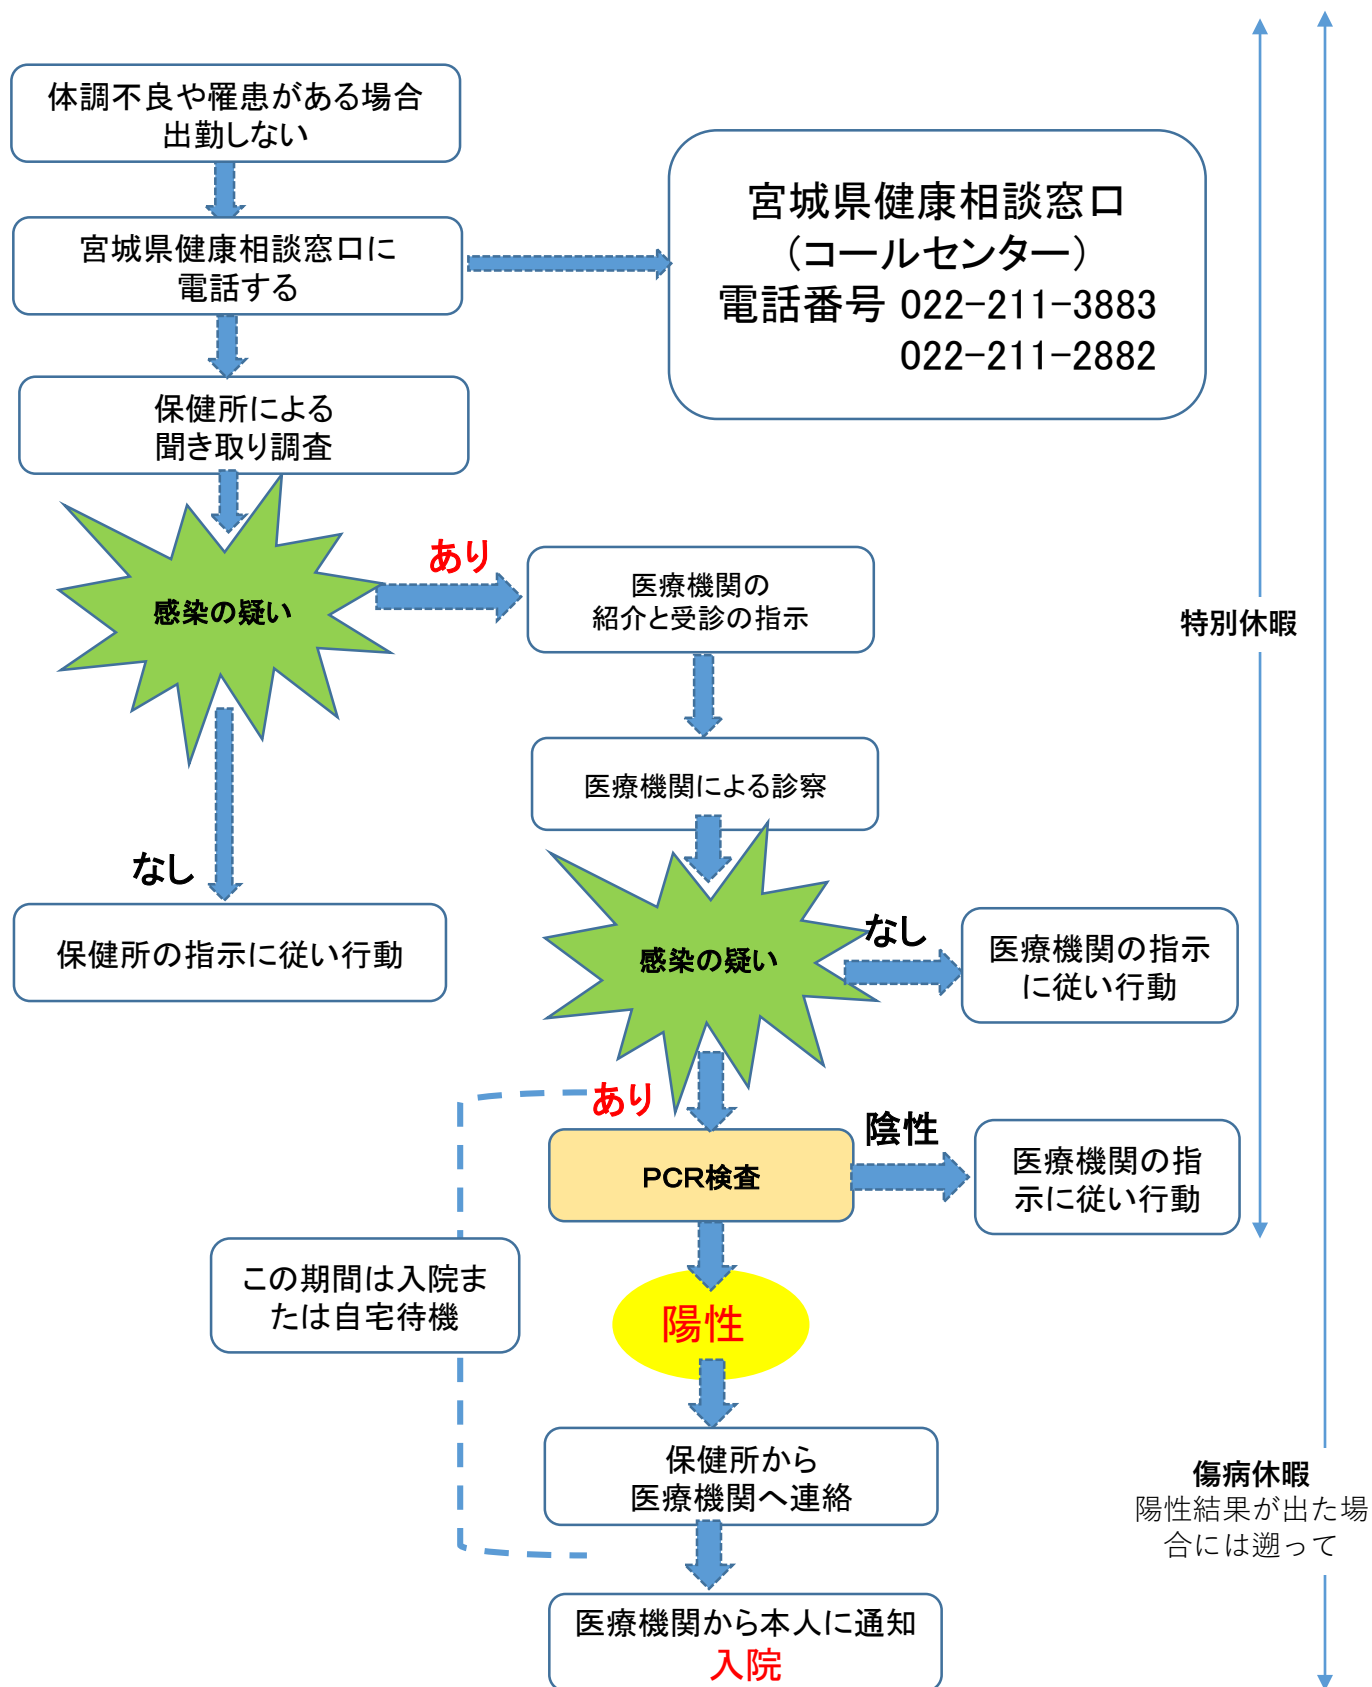 体調不良や罹患がある場合
出勤しない
宮城県健康相談窓口に
電話する
宮城県健康相談窓口
（コールセンター）
電話番号 022-211-3883
022-211-2882
保健所による
聞き取り調査
感染の疑い
あり
医療機関の
紹介と受診の指示
特別休暇
医療機関による診察
なし
保健所の指示に従い行動
感染の疑い
なし
医療機関の指示
に従い行動
あり
PCR検査
陰性
医療機関の指
示に従い行動
この期間は入院ま
たは自宅待機
陽性
保健所から
医療機関へ連絡
傷病休暇
陽性結果が出た場
合には遡って
医療機関から本人に通知
入院